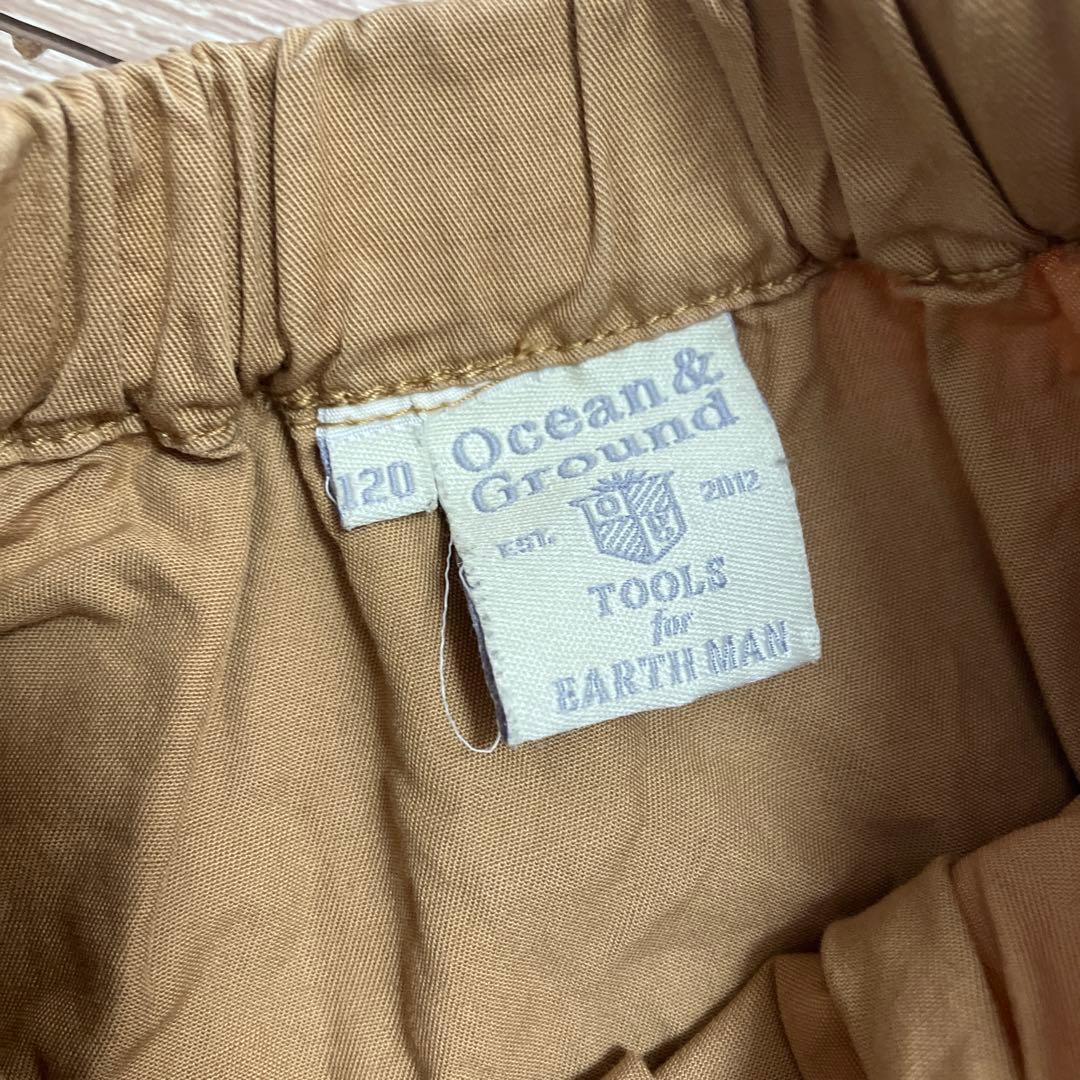 120
Ocean &
Ground
EST. 2012
O G
TOOLS
for
EARTH MAN